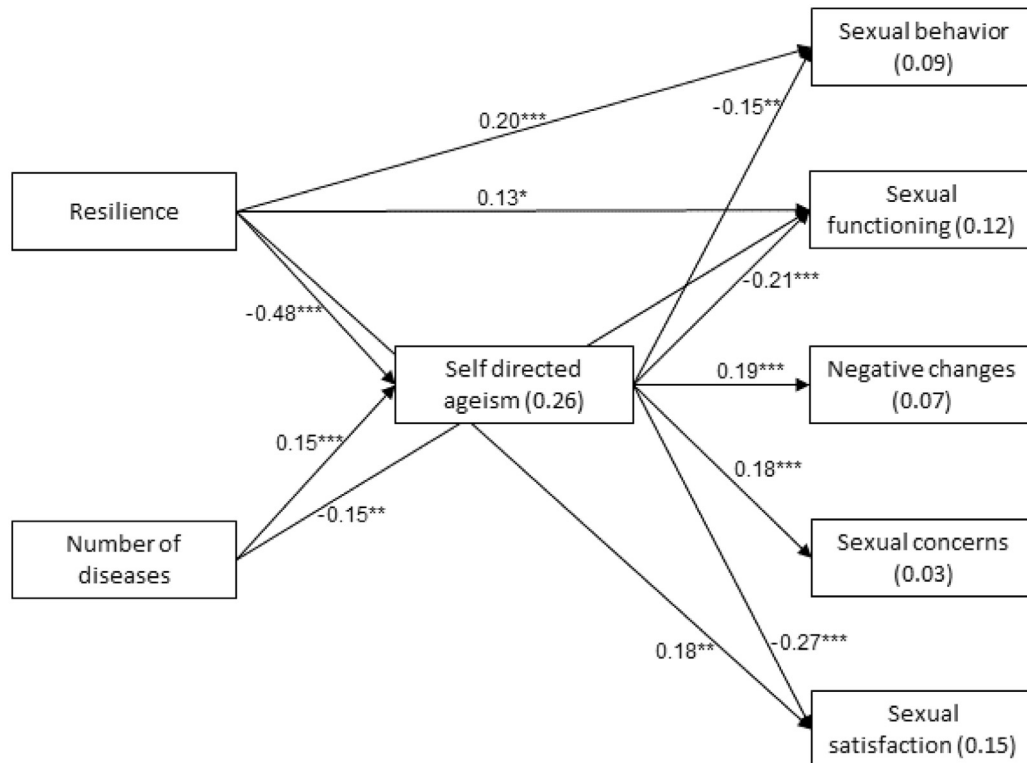 Sexual behavior
(0.09)
-0.15**
0.20***
Resilience
0.13*
Sexual
functioning (0.12)
-0.21***
-0.48***
Self directed
ageism (0.26)
0.19***
Negative changes
(0.07)
0.15***
0.18***
-0.15**
Number of
diseases
Sexual concerns
(0.03)
0.18**
-0.27***
Sexual
satisfaction (0.15)